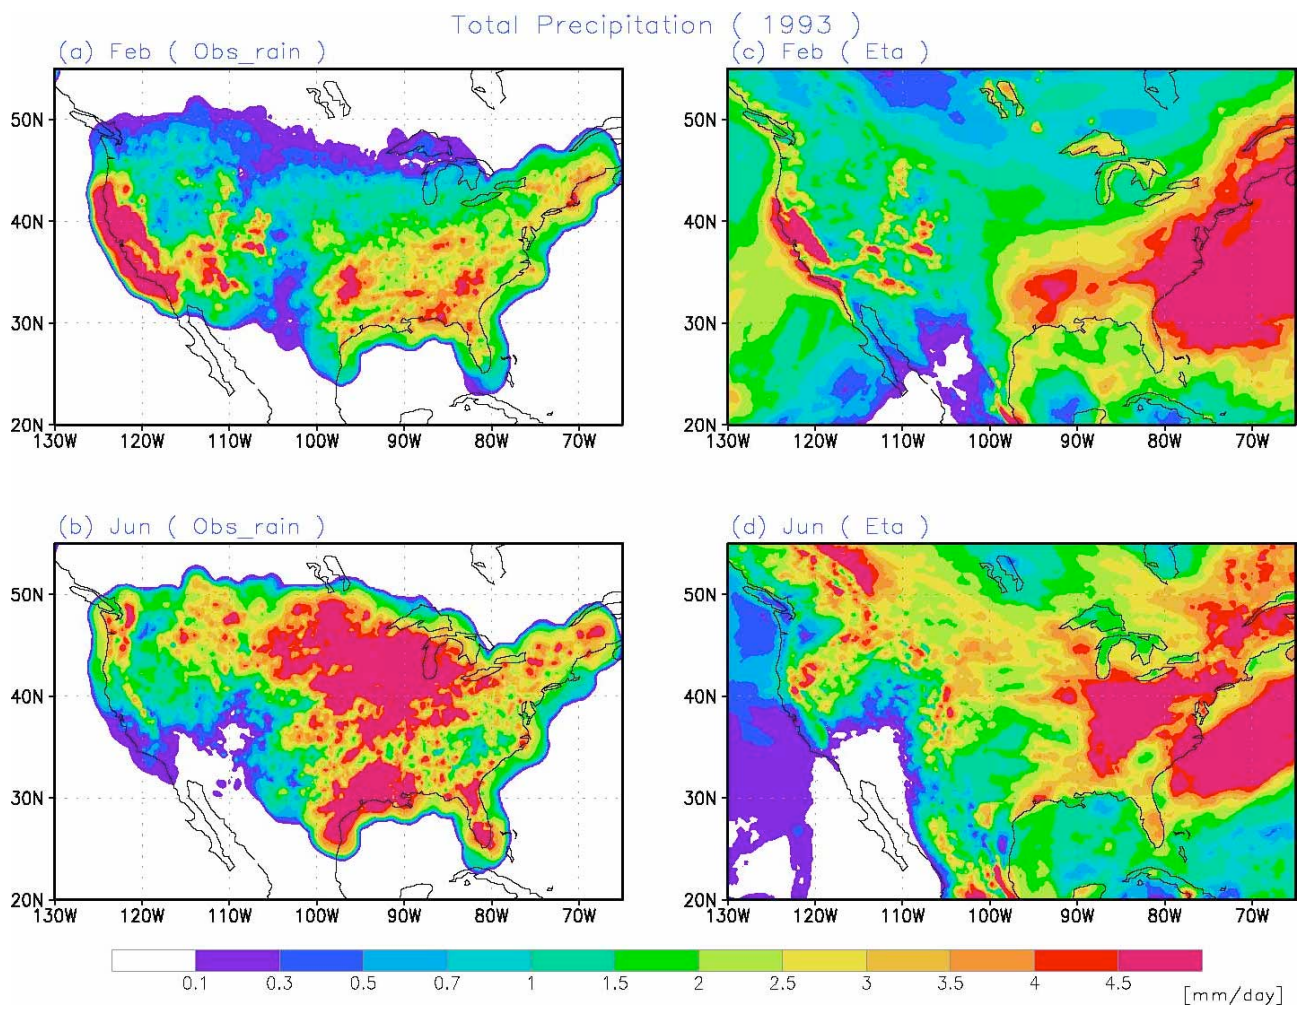 Total Precipitation ( 1993 )
(a) Feb ( Obs_rain )
50N
40N
30N
20N
130W 120W 110W 100W 90W 80W 70W
(c) Feb ( Eta )
50N
40N
30N
20N
130W 120W 110W 100W 90W 80W 70W
(b) Jun ( Obs_rain )
50N
40N
30N
20N
130W 120W 110W 100W 90W 80W 70W
(d) Jun ( Eta )
50N
40N
30N
20N
130W 120W 110W 100W 90W 80W 70W
0.1 0.3 0.5 0.7 1 1.5 2 2.5 3 3.5 4 4.5
[mm/day]